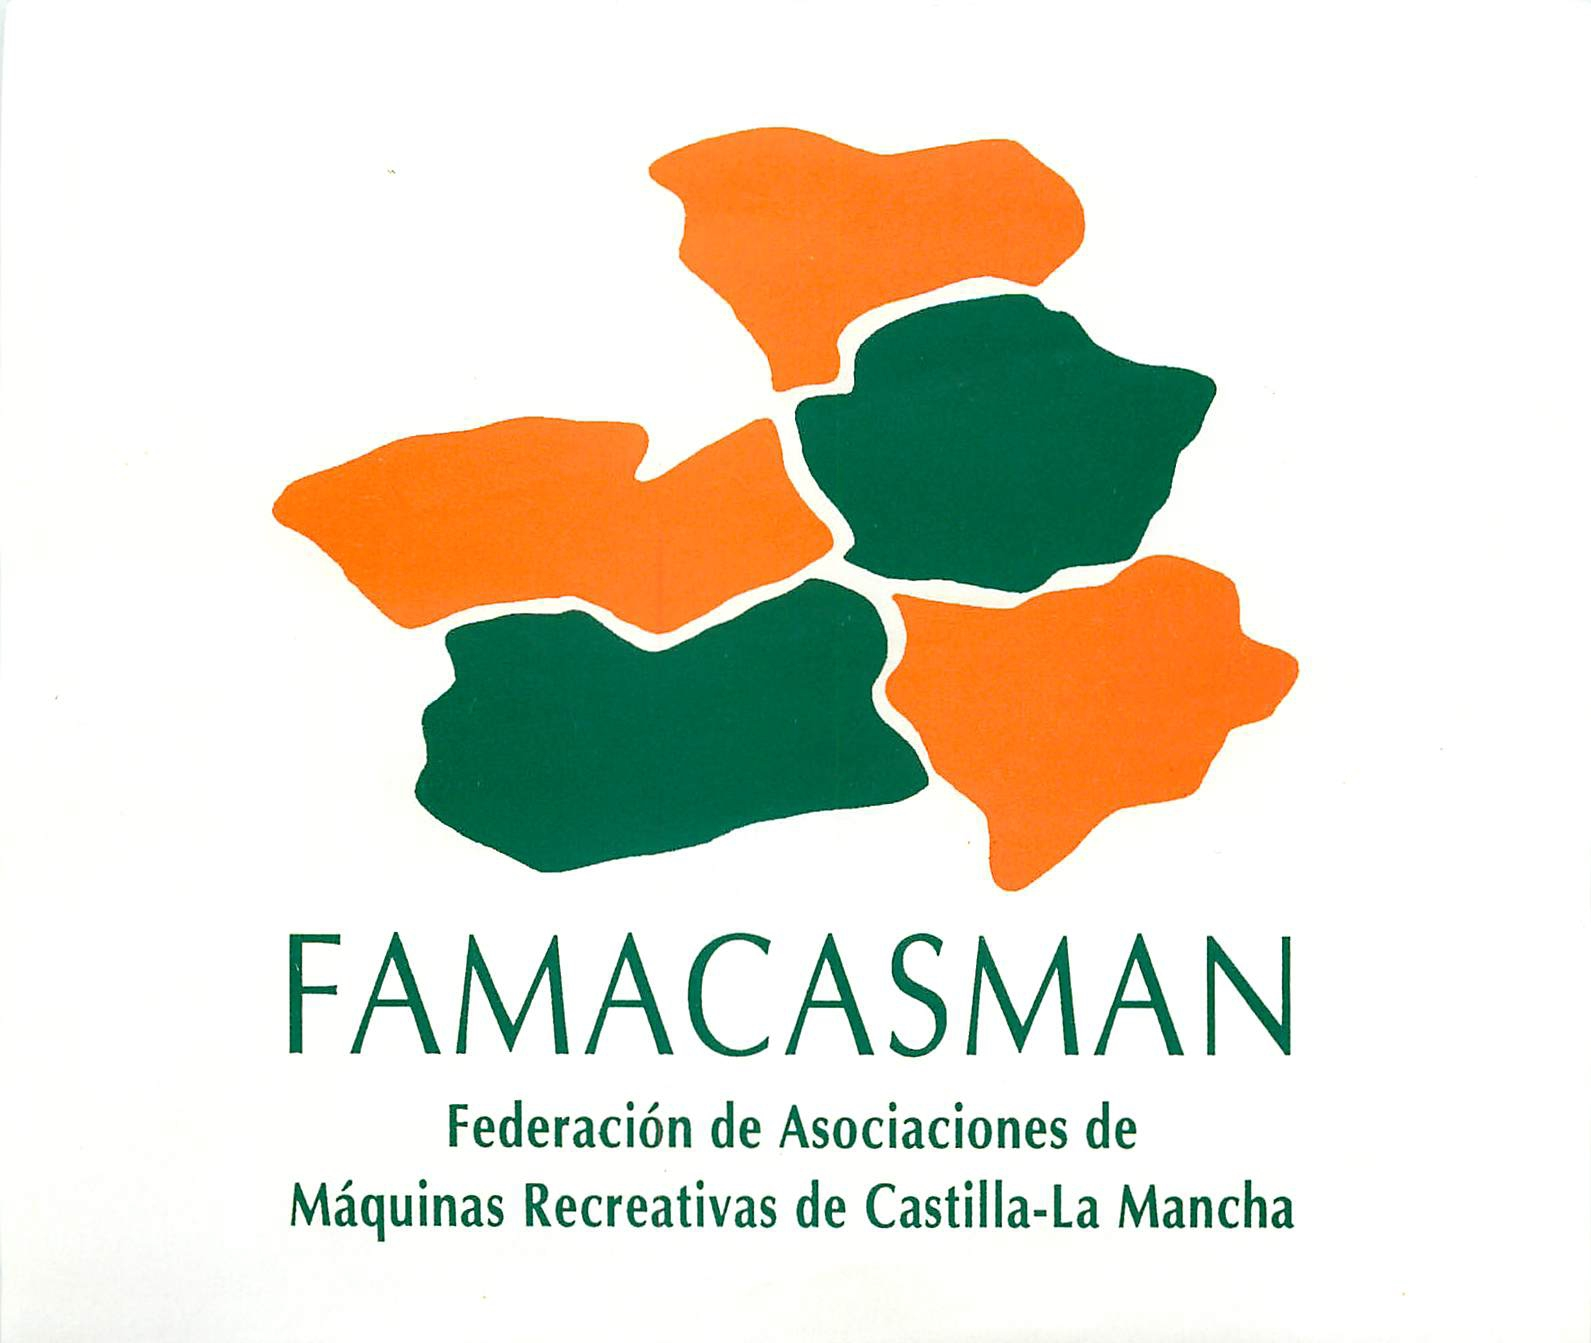 FAMACASMAN
Federación de Asociaciones de
Máquinas Recreativas de Castilla-La Mancha